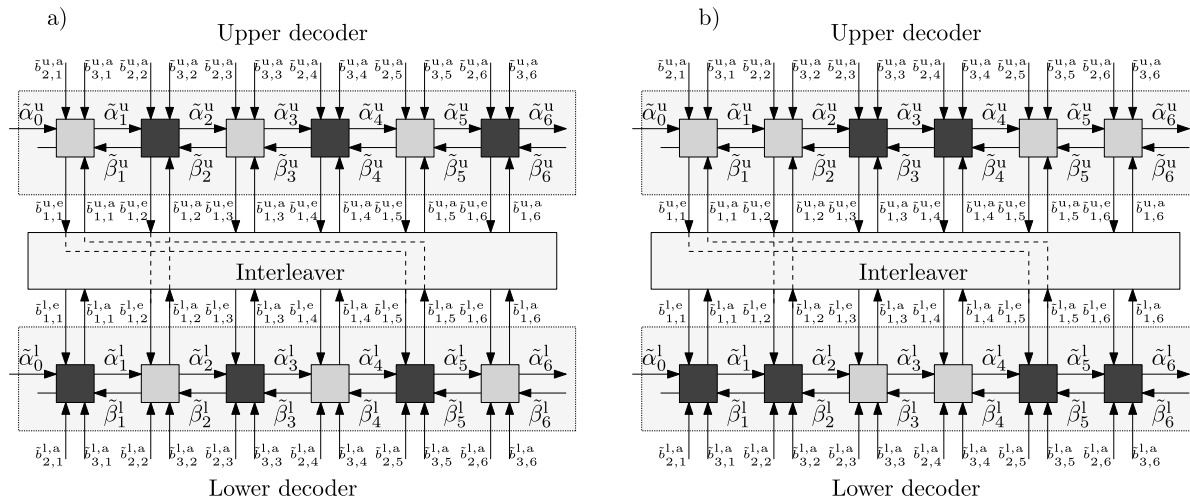 a) b)
Upper decoder Upper decoder
b̃^{u,a}_{2,1} b̃^{u,a}_{3,1} b̃^{u,a}_{2,2} b̃^{u,a}_{3,2} b̃^{u,a}_{2,3} b̃^{u,a}_{3,3} b̃^{u,a}_{2,4} b̃^{u,a}_{3,4} b̃^{u,a}_{2,5} b̃^{u,a}_{3,5} b̃^{u,a}_{2,6} b̃^{u,a}_{3,6} b̃^{u,a}_{2,1} b̃^{u,a}_{3,1} b̃^{u,a}_{2,2} b̃^{u,a}_{3,2} b̃^{u,a}_{2,3} b̃^{u,a}_{3,3} b̃^{u,a}_{2,4} b̃^{u,a}_{3,4} b̃^{u,a}_{2,5} b̃^{u,a}_{3,5} b̃^{u,a}_{2,6} b̃^{u,a}_{3,6}
α̃^u_0 α̃^u_1 α̃^u_2 α̃^u_3 α̃^u_4 α̃^u_5 α̃^u_6 α̃^u_0 α̃^u_1 α̃^u_2 α̃^u_3 α̃^u_4 α̃^u_5 α̃^u_6
β̃^u_1 β̃^u_2 β̃^u_3 β̃^u_4 β̃^u_5 β̃^u_6 β̃^u_1 β̃^u_2 β̃^u_3 β̃^u_4 β̃^u_5 β̃^u_6
b̃^{u,e}_{1,1} b̃^{u,a}_{1,1} b̃^{u,e}_{1,2} b̃^{u,a}_{1,2} b̃^{u,e}_{1,3} b̃^{u,a}_{1,3} b̃^{u,e}_{1,4} b̃^{u,a}_{1,4} b̃^{u,e}_{1,5} b̃^{u,a}_{1,5} b̃^{u,e}_{1,6} b̃^{u,a}_{1,6} b̃^{u,e}_{1,1} b̃^{u,a}_{1,1} b̃^{u,e}_{1,2} b̃^{u,a}_{1,2} b̃^{u,e}_{1,3} b̃^{u,a}_{1,3} b̃^{u,e}_{1,4} b̃^{u,a}_{1,4} b̃^{u,e}_{1,5} b̃^{u,a}_{1,5} b̃^{u,e}_{1,6} b̃^{u,a}_{1,6}
Interleaver Interleaver
b̃^{l,e}_{1,1} b̃^{l,a}_{1,1} b̃^{l,e}_{1,2} b̃^{l,a}_{1,2} b̃^{l,e}_{1,3} b̃^{l,a}_{1,3} b̃^{l,e}_{1,4} b̃^{l,a}_{1,4} b̃^{l,e}_{1,5} b̃^{l,a}_{1,5} b̃^{l,e}_{1,6} b̃^{l,a}_{1,6} b̃^{l,e}_{1,1} b̃^{l,a}_{1,1} b̃^{l,e}_{1,2} b̃^{l,a}_{1,2} b̃^{l,e}_{1,3} b̃^{l,a}_{1,3} b̃^{l,e}_{1,4} b̃^{l,a}_{1,4} b̃^{l,e}_{1,5} b̃^{l,a}_{1,5} b̃^{l,e}_{1,6} b̃^{l,a}_{1,6}
α̃^l_0 α̃^l_1 α̃^l_2 α̃^l_3 α̃^l_4 α̃^l_5 α̃^l_6 α̃^l_0 α̃^l_1 α̃^l_2 α̃^l_3 α̃^l_4 α̃^l_5 α̃^l_6
β̃^l_1 β̃^l_2 β̃^l_3 β̃^l_4 β̃^l_5 β̃^l_6 β̃^l_1 β̃^l_2 β̃^l_3 β̃^l_4 β̃^l_5 β̃^l_6
b̃^{l,a}_{2,1} b̃^{l,a}_{3,1} b̃^{l,a}_{2,2} b̃^{l,a}_{3,2} b̃^{l,a}_{2,3} b̃^{l,a}_{3,3} b̃^{l,a}_{2,4} b̃^{l,a}_{3,4} b̃^{l,a}_{2,5} b̃^{l,a}_{3,5} b̃^{l,a}_{2,6} b̃^{l,a}_{3,6} b̃^{l,a}_{2,1} b̃^{l,a}_{3,1} b̃^{l,a}_{2,2} b̃^{l,a}_{3,2} b̃^{l,a}_{2,3} b̃^{l,a}_{3,3} b̃^{l,a}_{2,4} b̃^{l,a}_{3,4} b̃^{l,a}_{2,5} b̃^{l,a}_{3,5} b̃^{l,a}_{2,6} b̃^{l,a}_{3,6}
Lower decoder Lower decoder